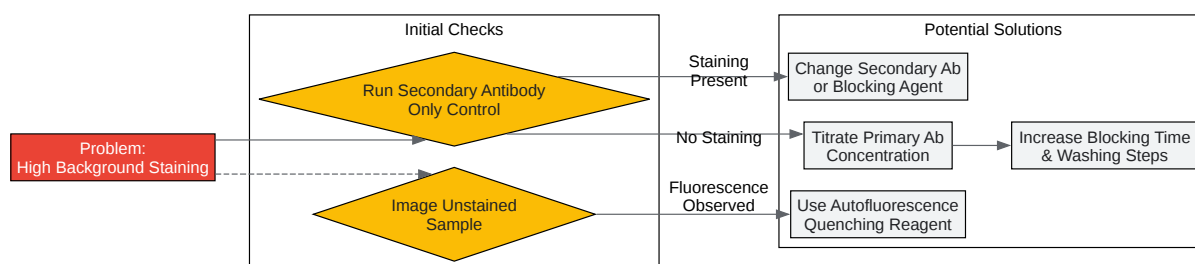 Initial Checks
Potential Solutions
Run Secondary Antibody
Only Control
Staining
Present
Change Secondary Ab
or Blocking Agent
Problem:
High Background Staining
No Staining
Titrate Primary Ab
Concentration
Increase Blocking Time
& Washing Steps
Image Unstained
Sample
Fluorescence
Observed
Use Autofluorescence
Quenching Reagent